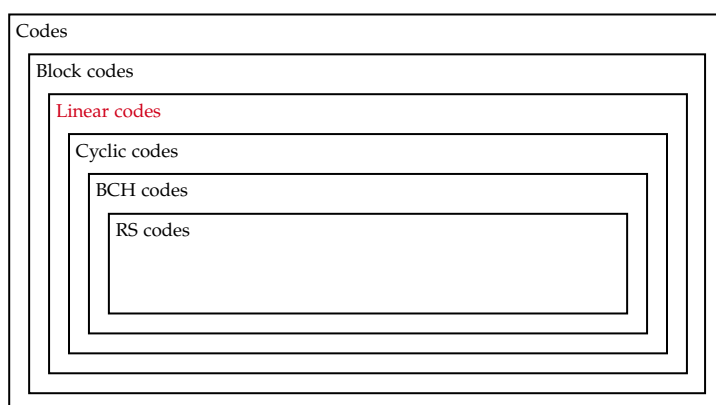 Codes
Block codes
Linear codes
Cyclic codes
BCH codes
RS codes